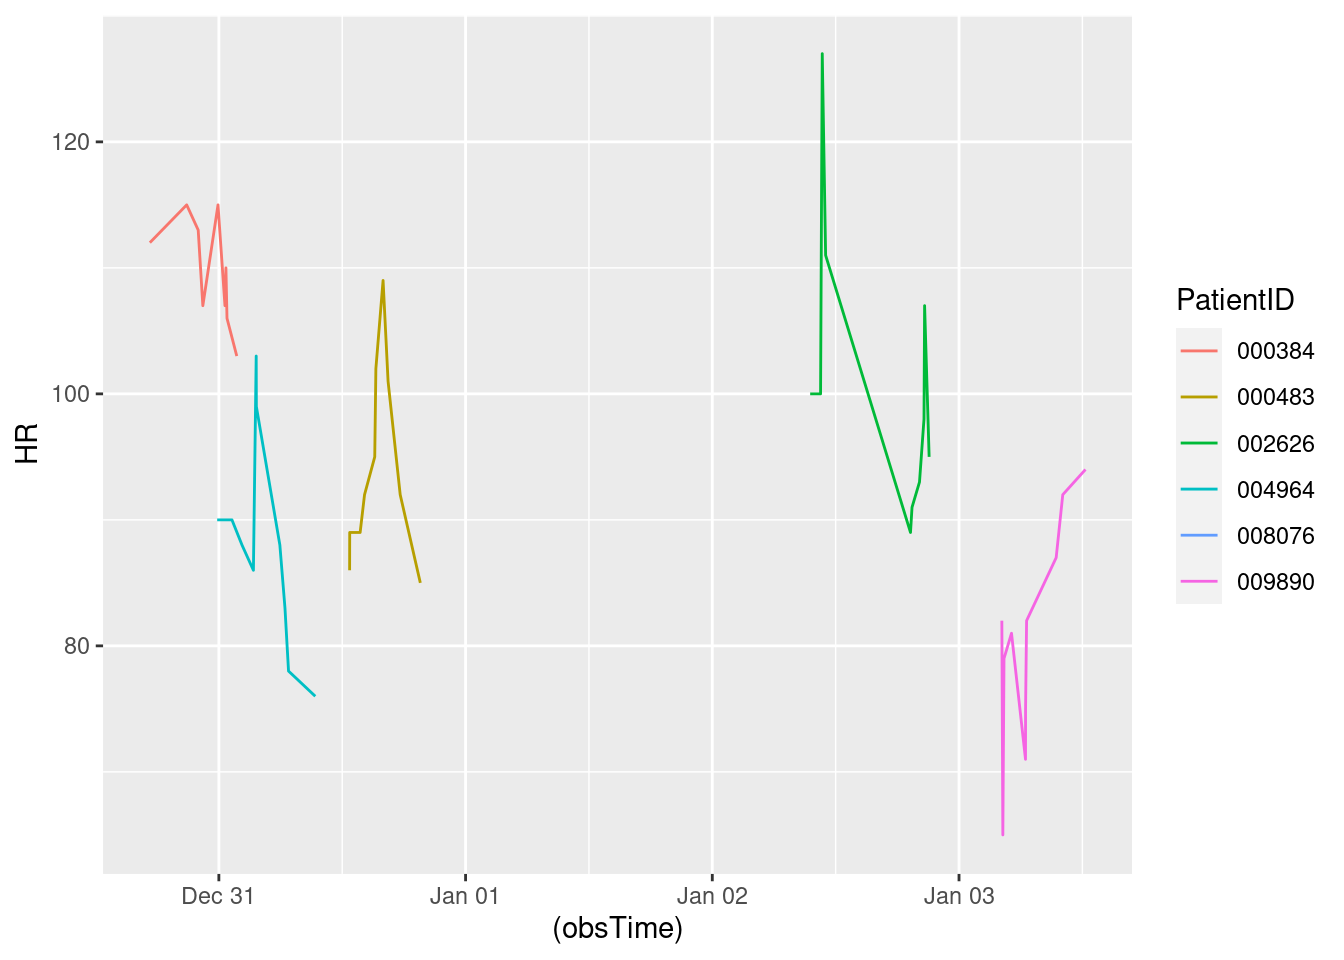 120
100
80
HR
Dec 31
Jan 01
Jan 02
Jan 03
(obsTime)
PatientID
000384
000483
002626
004964
008076
009890